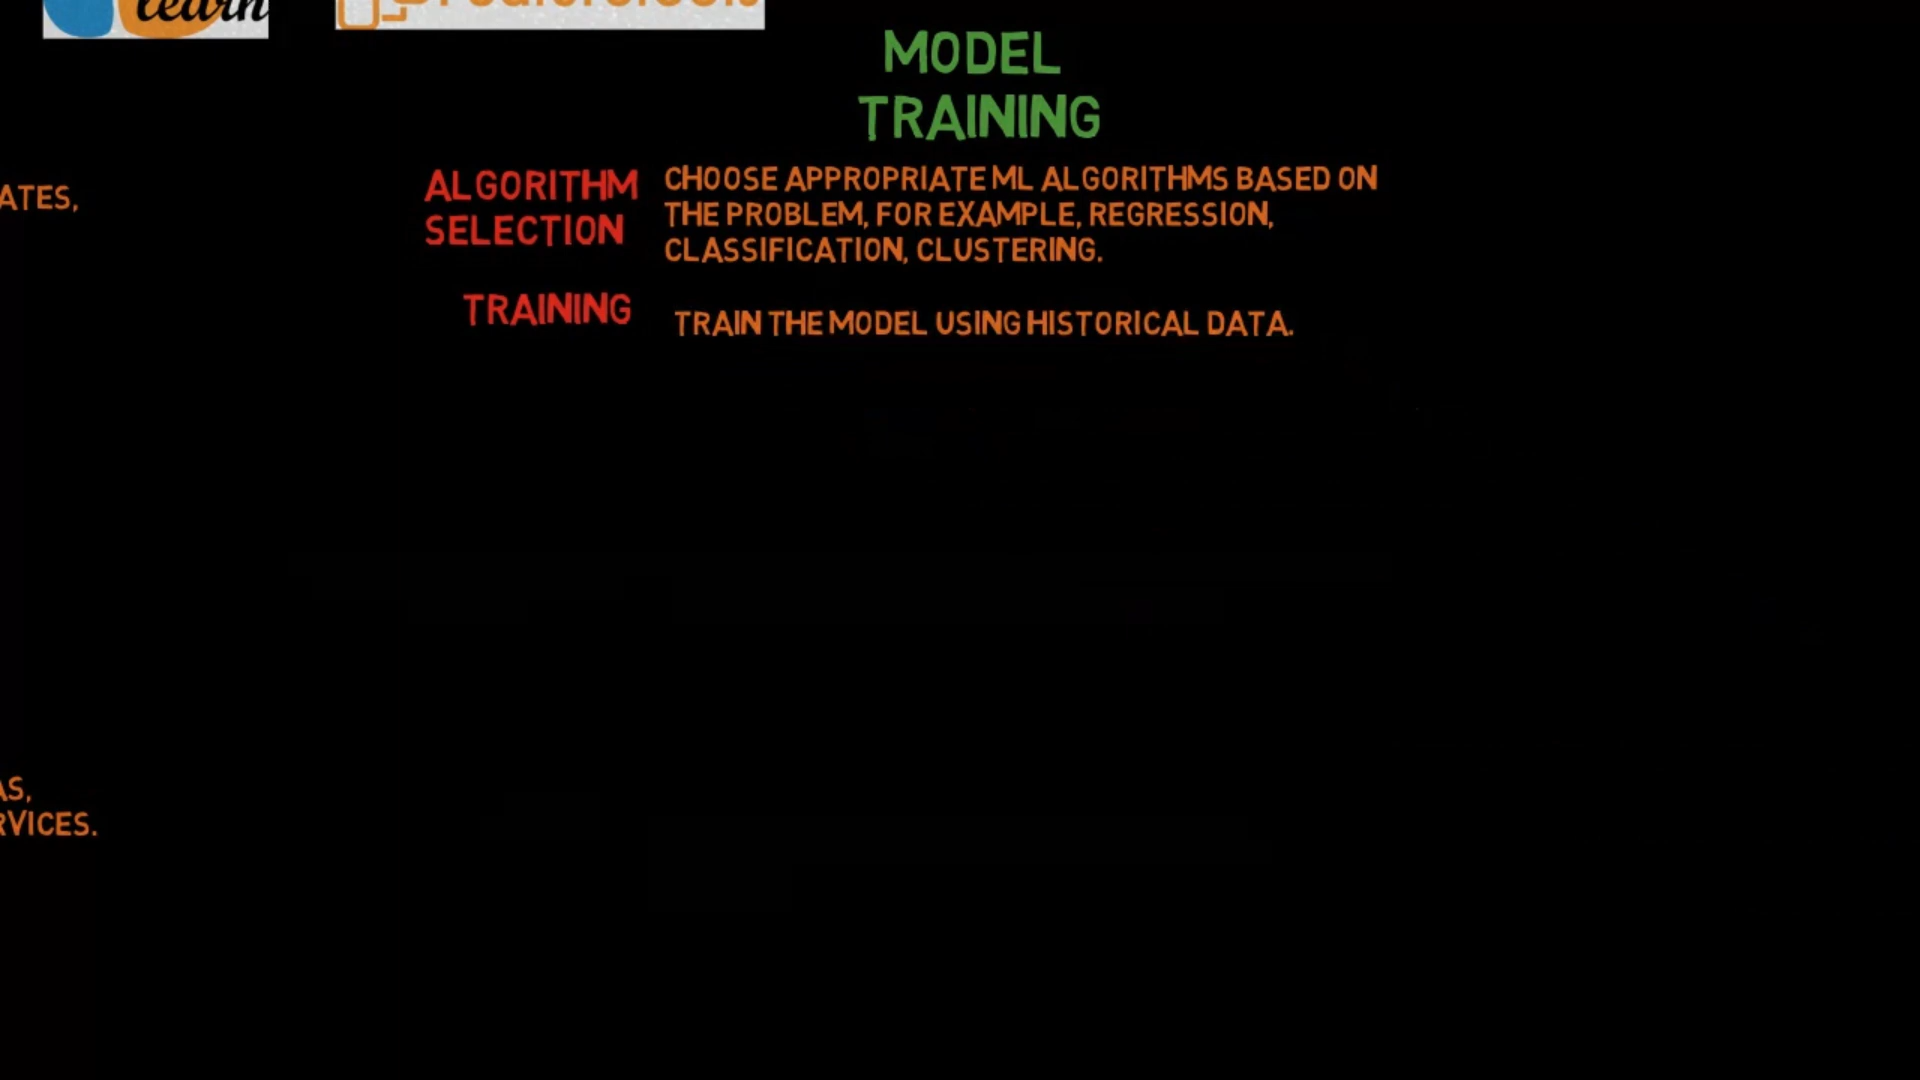 learn
MODEL
TRAINING
ATES,
ALGORITHM
SELECTION
CHOOSE APPROPRIATE ML ALGORITHMS BASED ON
THE PROBLEM, FOR EXAMPLE, REGRESSION,
CLASSIFICATION, CLUSTERING.
TRAINING
TRAIN THE MODEL USING HISTORICAL DATA.
AS,
RVICES.